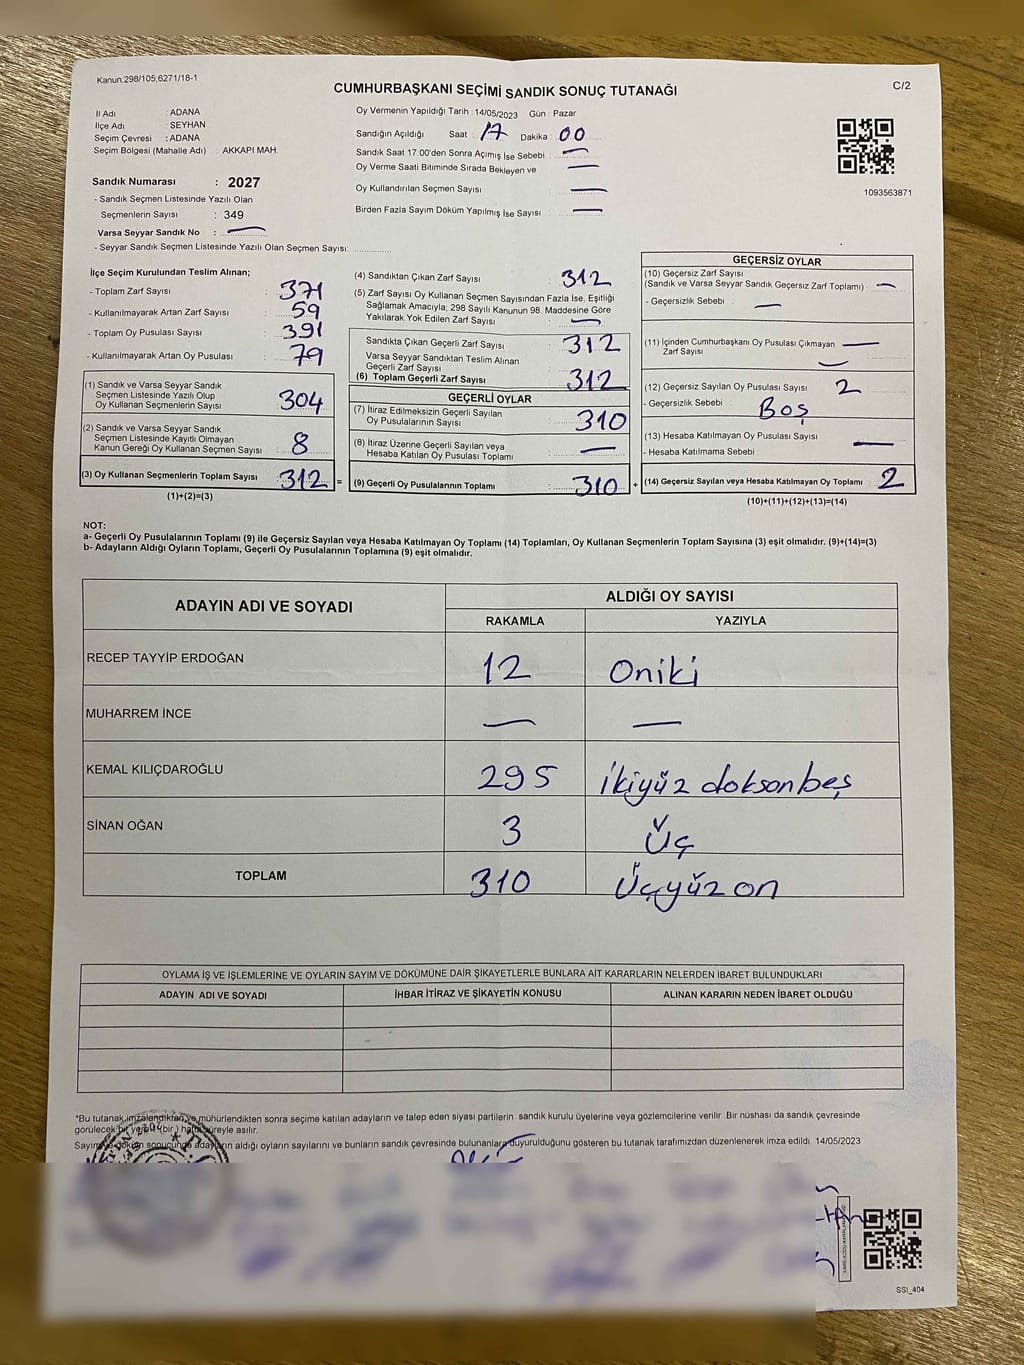 Kanun;298/105,6271/18-1
CUMHURBAŞKANI SEÇİMİ SANDIK SONUÇ TUTANAĞI
C/2
İl Adı : ADANA
İlçe Adı : SEYHAN
Seçim Çevresi : ADANA
Seçim Bölgesi (Mahalle Adı) : AKKAPI MAH.
Oy Vermenin Yapıldığı Tarih : 14/05/2023 Gün : Pazar
Sandığın Açıldığı Saat : 17 Dakika : 00
Sandık Saat 17:00'den Sonra Açımış İse Sebebi : —
Oy Verme Saati Bitiminde Sırada Bekleyen ve
Oy Kullandırılan Seçmen Sayısı —
Birden Fazla Sayım Döküm Yapılmış İse Sayısı : —
1093563871
Sandık Numarası : 2027
- Sandık Seçmen Listesinde Yazılı Olan
Seçmenlerin Sayısı : 349
Varsa Seyyar Sandık No : —
- Seyyar Sandık Seçmen Listesinde Yazılı Olan Seçmen Sayısı:
İlçe Seçim Kurulundan Teslim Alınan;
- Toplam Zarf Sayısı : 371
- Kullanılmayarak Artan Zarf Sayısı : 59
- Toplam Oy Pusulası Sayısı : 391
- Kullanılmayarak Artan Oy Pusulası : 79
(1) Sandık ve Varsa Seyyar Sandık
Seçmen Listesinde Yazılı Olup
Oy Kullanan Seçmenlerin Sayısı : 304
(2) Sandık ve Varsa Seyyar Sandık
Seçmen Listesinde Kayıtlı Olmayan
Kanun Gereği Oy Kullanan Seçmen Sayısı : 8
(3) Oy Kullanan Seçmenlerin Toplam Sayısı : 312 =
(1)+(2)=(3)
(4) Sandıktan Çıkan Zarf Sayısı : 312
(5) Zarf Sayısı Oy Kullanan Seçmen Sayısından Fazla İse, Eşitliği
Sağlamak Amacıyla; 298 Sayılı Kanunun 98. Maddesine Göre
Yakılarak Yok Edilen Zarf Sayısı : —
Sandıkta Çıkan Geçerli Zarf Sayısı : 312
Varsa Seyyar Sandıktan Teslim Alınan
Geçerli Zarf Sayısı :
(6) Toplam Geçerli Zarf Sayısı : 312
GEÇERLİ OYLAR
(7) İtiraz Edilmeksizin Geçerli Sayılan
Oy Pusulalarının Sayısı : 310
(8) İtiraz Üzerine Geçerli Sayılan veya
Hesaba Katılan Oy Pusulası Toplamı : —
(9) Geçerli Oy Pusulalarının Toplamı : 310 +
GEÇERSİZ OYLAR
(10) Geçersiz Zarf Sayısı
(Sandık ve Varsa Seyyar Sandık Geçersiz Zarf Toplamı) : —
- Geçersizlik Sebebi : —
(11) İçinden Cumhurbaşkanı Oy Pusulası Çıkmayan
Zarf Sayısı : —
(12) Geçersiz Sayılan Oy Pusulası Sayısı : 2
- Geçersizlik Sebebi : Boş
(13) Hesaba Katılmayan Oy Pusulası Sayısı : —
- Hesaba Katılmama Sebebi :
(14) Geçersiz Sayılan veya Hesaba Katılmayan Oy Toplamı : 2
(10)+(11)+(12)+(13)=(14)
NOT:
a- Geçerli Oy Pusulalarının Toplamı (9) ile Geçersiz Sayılan veya Hesaba Katılmayan Oy Toplamı (14) Toplamları, Oy Kullanan Seçmenlerin Toplam Sayısına (3) eşit olmalıdır. (9)+(14)=(3)
b- Adayların Aldığı Oyların Toplamı, Geçerli Oy Pusulalarının Toplamına (9) eşit olmalıdır.
ADAYIN ADI VE SOYADI ALDIĞI OY SAYISI
RAKAMLA YAZIYLA
RECEP TAYYİP ERDOĞAN 12 Oniki
MUHARREM İNCE — —
KEMAL KILIÇDAROĞLU 295 ikiyüz doksonbeş
SİNAN OĞAN 3 Üç
TOPLAM 310 Üçyüz on
OYLAMA İŞ VE İŞLEMLERİNE VE OYLARIN SAYIM VE DÖKÜMÜNE DAİR ŞİKAYETLERLE BUNLARA AİT KARARLARIN NELERDEN İBARET BULUNDUKLARI
ADAYIN ADI VE SOYADI İHBAR İTİRAZ VE ŞİKAYETİN KONUSU ALINAN KARARIN NEDEN İBARET OLDUĞU
*Bu tutanak imzalandıktan ve mühürlendikten sonra seçime katılan adayların ve talep eden siyasi partilerin sandık kurulu üyelerine veya gözlemcilerine verilir. Bir nüshası da sandık çevresinde
görülecek bir yere (bir) hafta süreyle asılır.
Sayım döküm sonucunda adayların aldığı oyların sayılarını ve bunların sandık çevresinde bulunanlara duyurulduğunu gösteren bu tutanak tarafımızdan düzenlenerek imza edildi. 14/05/2023
SSI_404